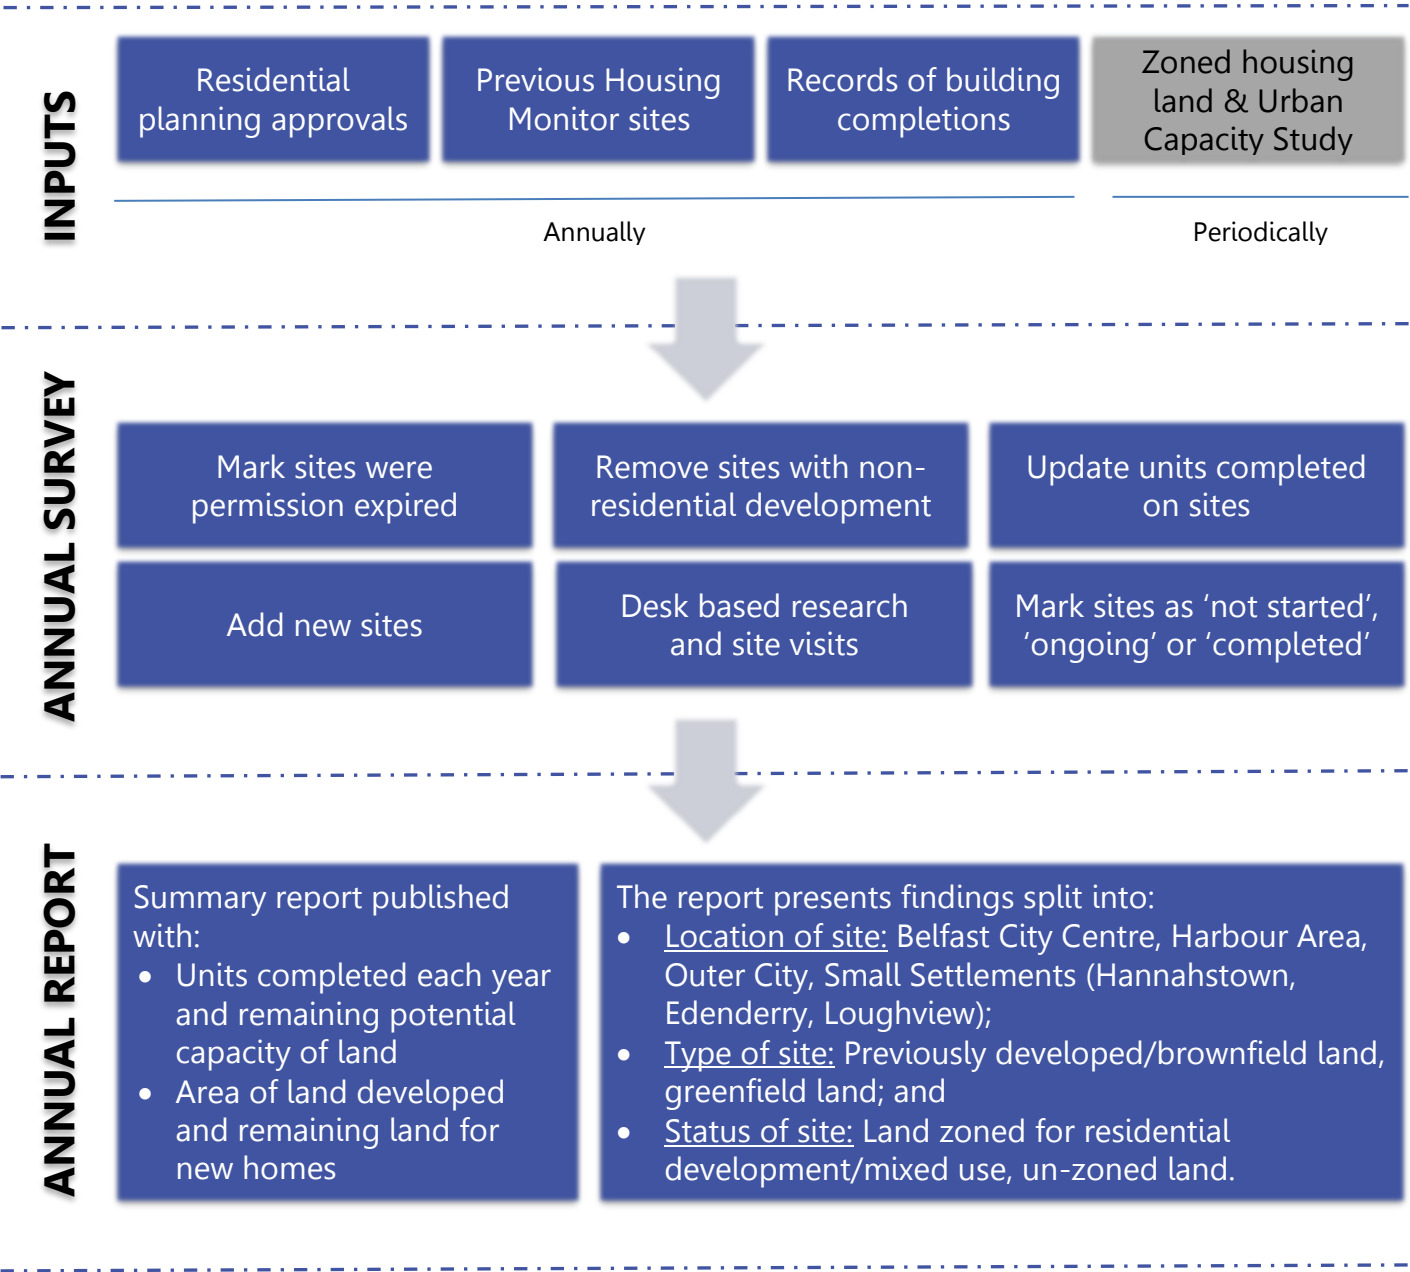 INPUTS
Residential
planning approvals
Previous Housing
Monitor sites
Records of building
completions
Zoned housing
land & Urban
Capacity Study
Annually
Periodically
ANNUAL SURVEY
Mark sites were
permission expired
Remove sites with non-
residential development
Update units completed
on sites
Add new sites
Desk based research
and site visits
Mark sites as ‘not started’,
‘ongoing’ or ‘completed’
ANNUAL REPORT
Summary report published
with:
• Units completed each year
and remaining potential
capacity of land
• Area of land developed
and remaining land for
new homes
The report presents findings split into:
• Location of site: Belfast City Centre, Harbour Area,
Outer City, Small Settlements (Hannahstown,
Edenderry, Loughview);
• Type of site: Previously developed/brownfield land,
greenfield land; and
• Status of site: Land zoned for residential
development/mixed use, un-zoned land.